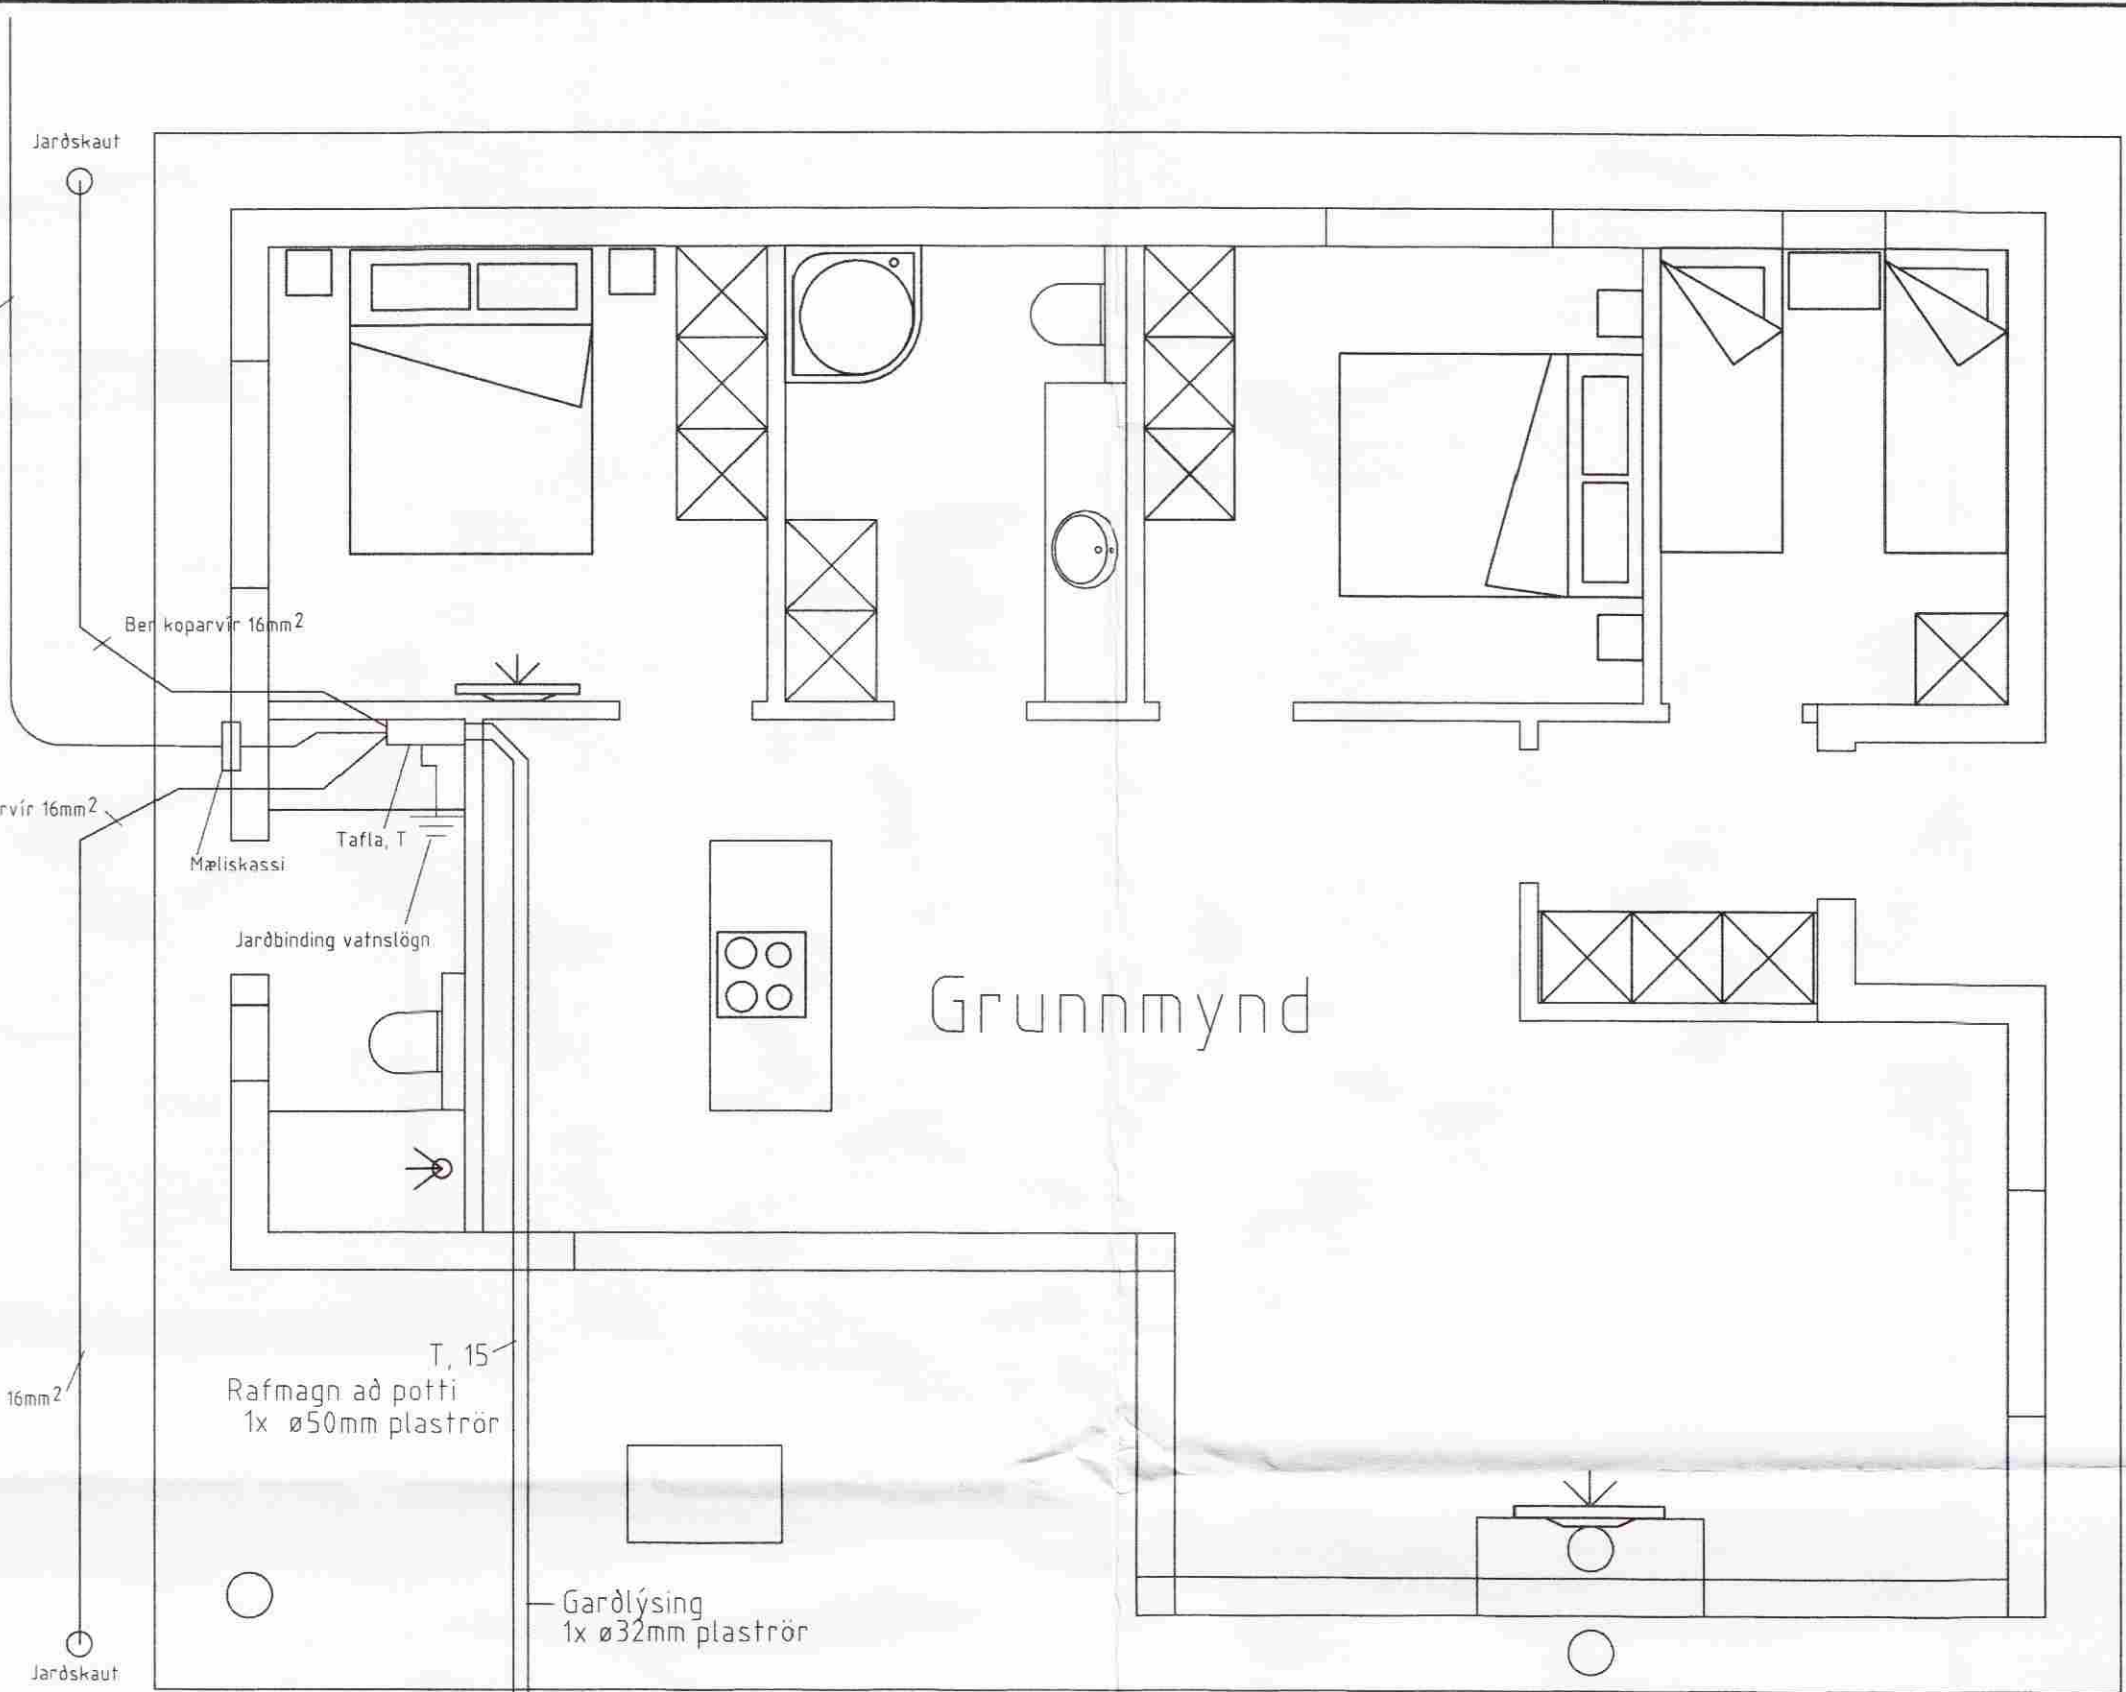 Jarðskaut
Ber koparvír 16mm²
rvír 16mm²
Tafla, T
Mæliskassi
Jarðbinding vatnslögn
Grunnmynd
T, 15
Rafmagn að potti
1x ø50mm plaströr
16mm²
Garðlýsing
1x ø32mm plaströr
Jarðskaut